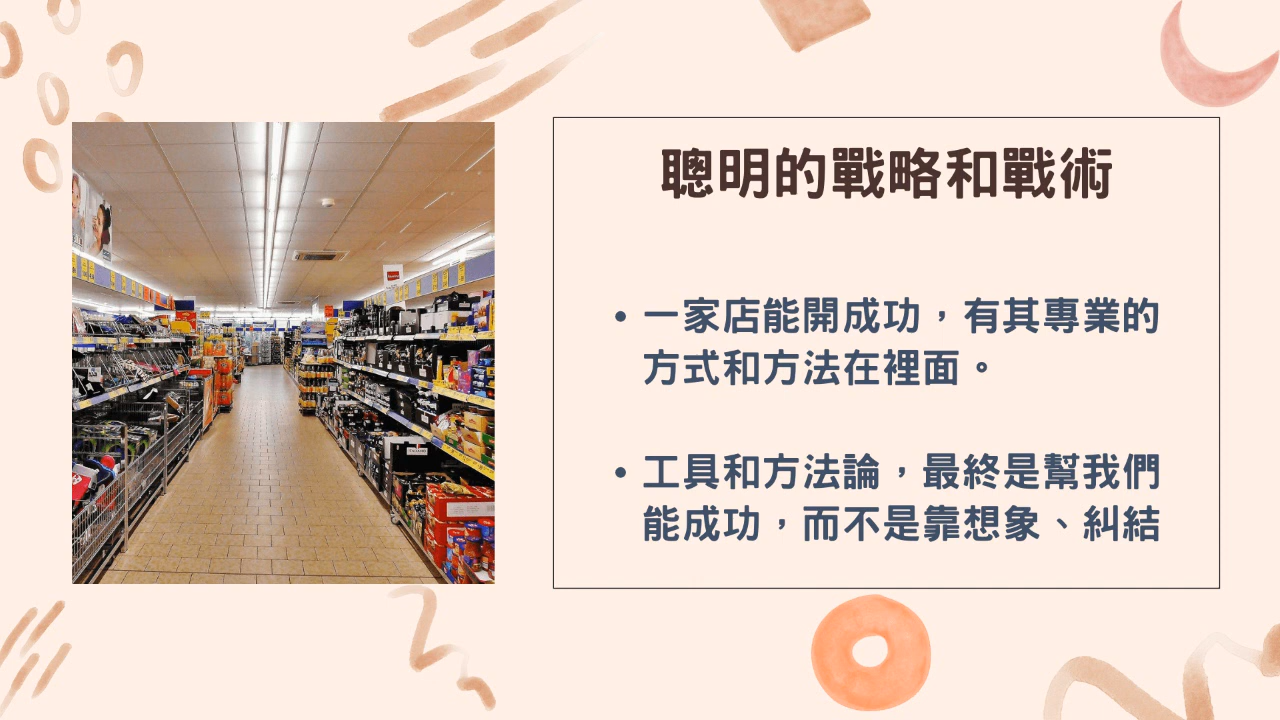 聰明的戰略和戰術
• 一家店能開成功，有其專業的
方式和方法在裡面。
• 工具和方法論，最終是幫我們
能成功，而不是靠想象、糾結